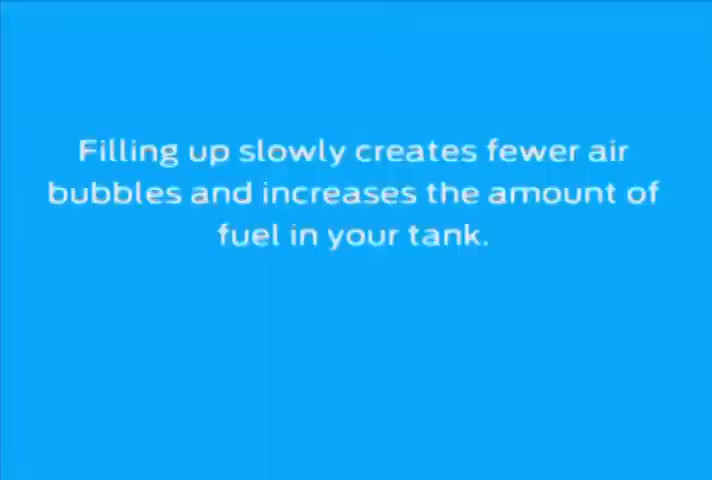 Filling up slowly creates fewer air
bubbles and increases the amount of
fuel in your tank.